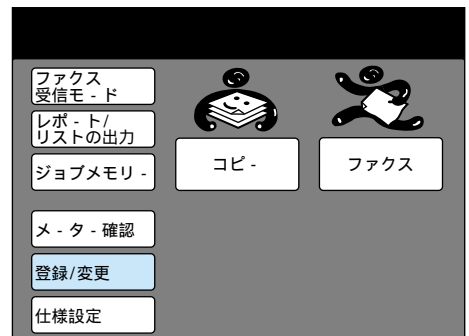 ファクス
受信モ - ド
レポ - ト/
リストの出力
ジョブメモリ -
メ - タ - 確認
登録/変更
仕様設定
コピ -
ファクス